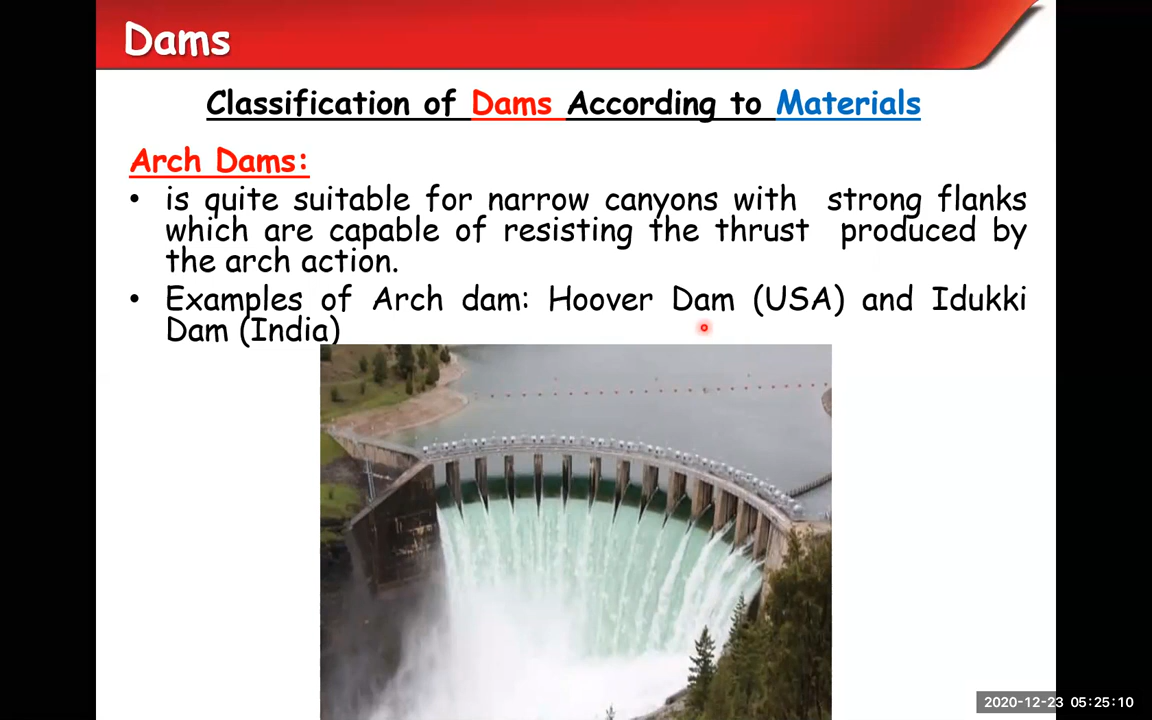 Dams
Classification of Dams According to Materials
Arch Dams:
• is quite suitable for narrow canyons with strong flanks
which are capable of resisting the thrust produced by
the arch action.
• Examples of Arch dam: Hoover Dam (USA) and Idukki
Dam (India)
2020-12-23 05:25:10